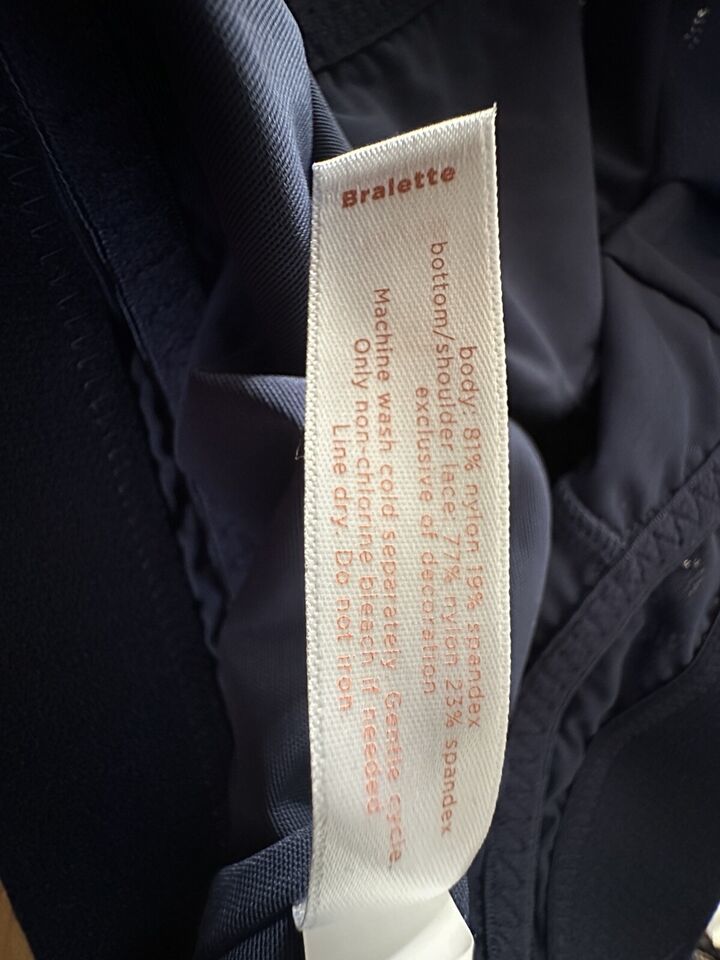 Bralette
body: 81% nylon 19% spandex
bottom/shoulder lace: 77% nylon 23% spandex
exclusive of decoration
Machine wash cold separately. Gentle cycle.
Only non-chlorine bleach if needed
Line dry. Do not iron.